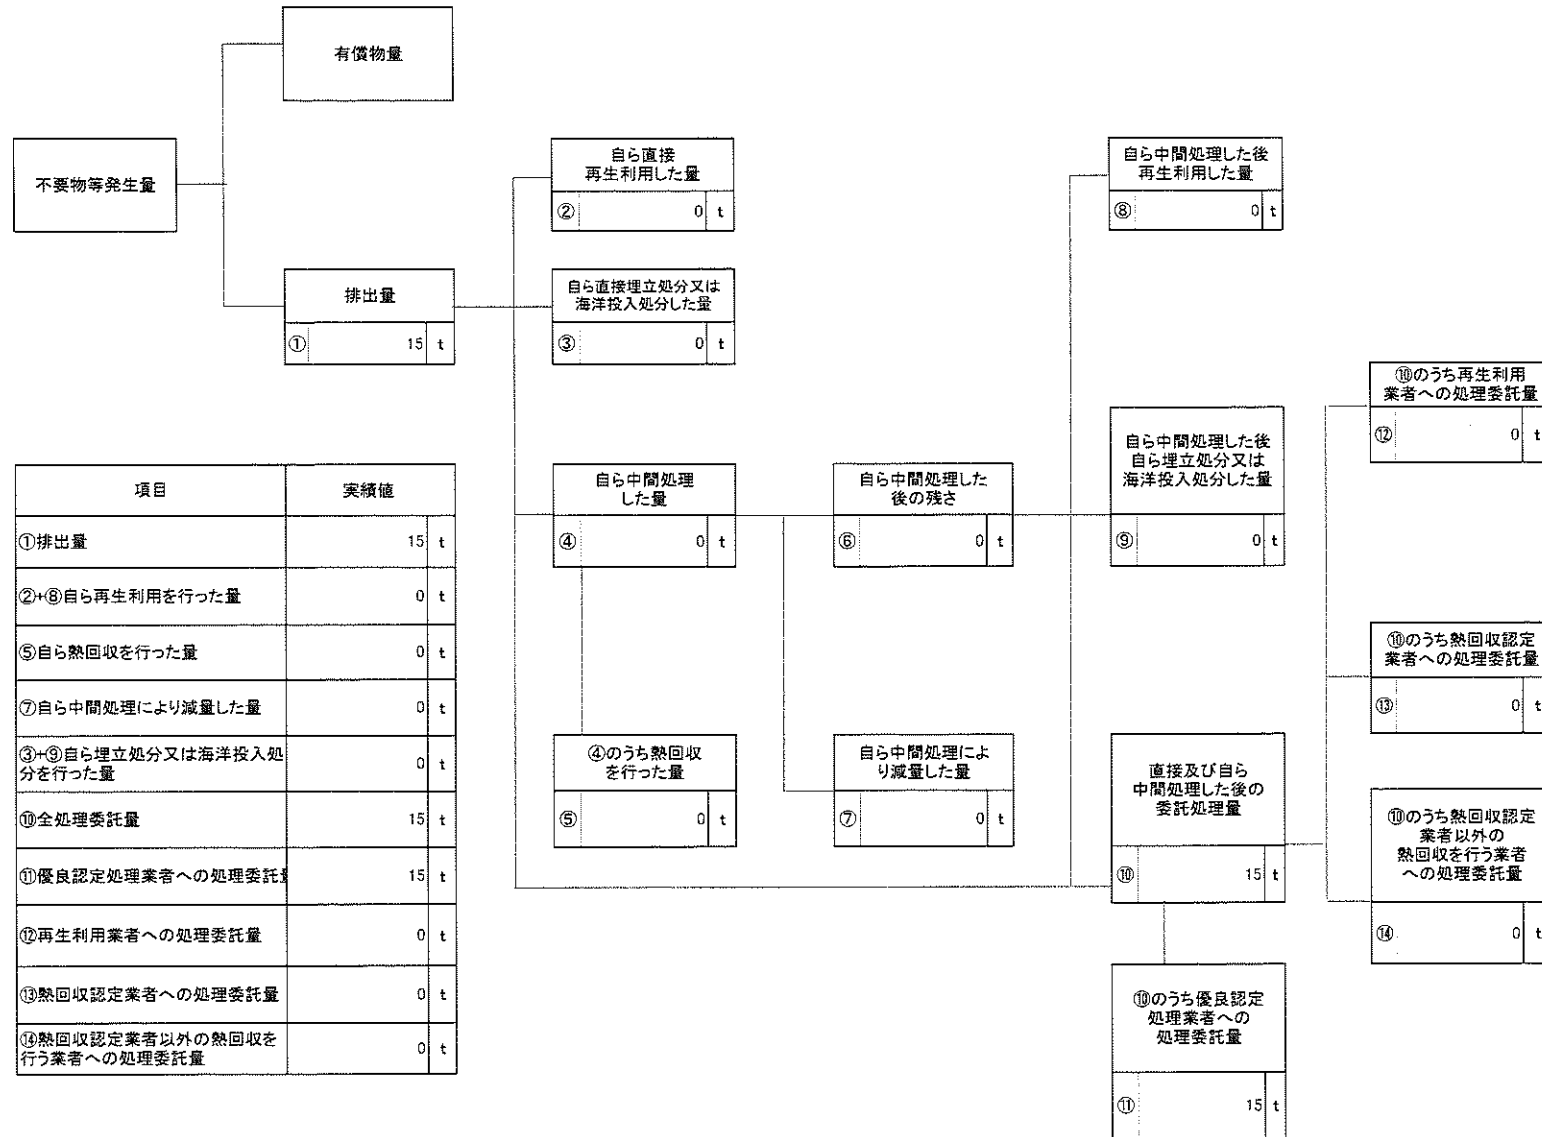 有償物量
不要物等発生量
排出量
① 15 t
自ら直接
再生利用した量
② 0 t
自ら直接埋立処分又は
海洋投入処分した量
③ 0 t
自ら中間処理
した量
④ 0 t
④のうち熱回収
を行った量
⑤ 0 t
自ら中間処理した
後の残さ
⑥ 0 t
自ら中間処理によ
り減量した量
⑦ 0 t
自ら中間処理した後
再生利用した量
⑧ 0 t
自ら中間処理した後
自ら埋立処分又は
海洋投入処分した量
⑨ 0 t
直接及び自ら
中間処理した後の
委託処理量
⑩ 15 t
⑩のうち優良認定
処理業者への
処理委託量
⑪ 15 t
⑩のうち再生利用
業者への処理委託量
⑫ 0 t
⑩のうち熱回収認定
業者への処理委託量
⑬ 0 t
⑩のうち熱回収認定
業者以外の
熱回収を行う業者
への処理委託量
⑭ 0 t
項目 実績値
①排出量 15 t
②+⑧自ら再生利用を行った量 0 t
⑤自ら熱回収を行った量 0 t
⑦自ら中間処理により減量した量 0 t
③+⑨自ら埋立処分又は海洋投入処
分を行った量 0 t
⑩全処理委託量 15 t
⑪優良認定処理業者への処理委託量 15 t
⑫再生利用業者への処理委託量 0 t
⑬熱回収認定業者への処理委託量 0 t
⑭熱回収認定業者以外の熱回収を
行う業者への処理委託量 0 t